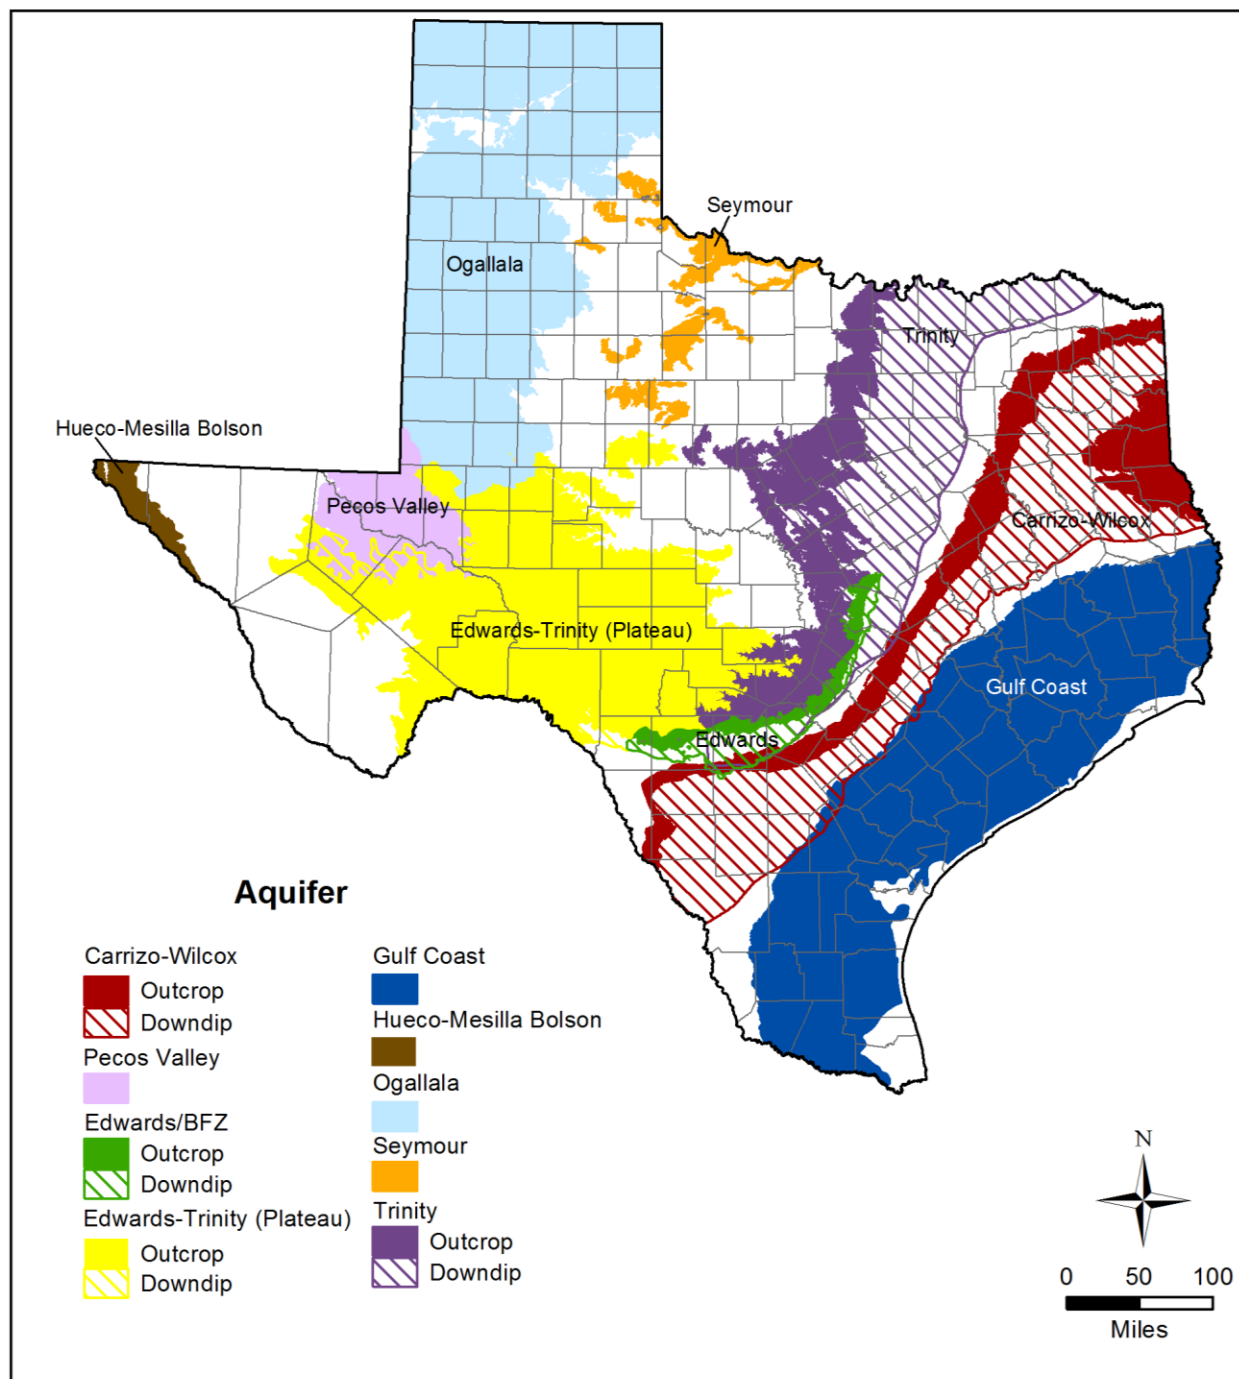 Seymour
Ogallala
Trinity
Hueco-Mesilla Bolson
Pecos Valley
Carrizo-Wilcox
Edwards-Trinity (Plateau)
Gulf Coast
Edwards
Aquifer
Carrizo-Wilcox
Outcrop
Downdip
Pecos Valley
Edwards/BFZ
Outcrop
Downdip
Edwards-Trinity (Plateau)
Outcrop
Downdip
Gulf Coast
Hueco-Mesilla Bolson
Ogallala
Seymour
Trinity
Outcrop
Downdip
N
0 50 100
Miles